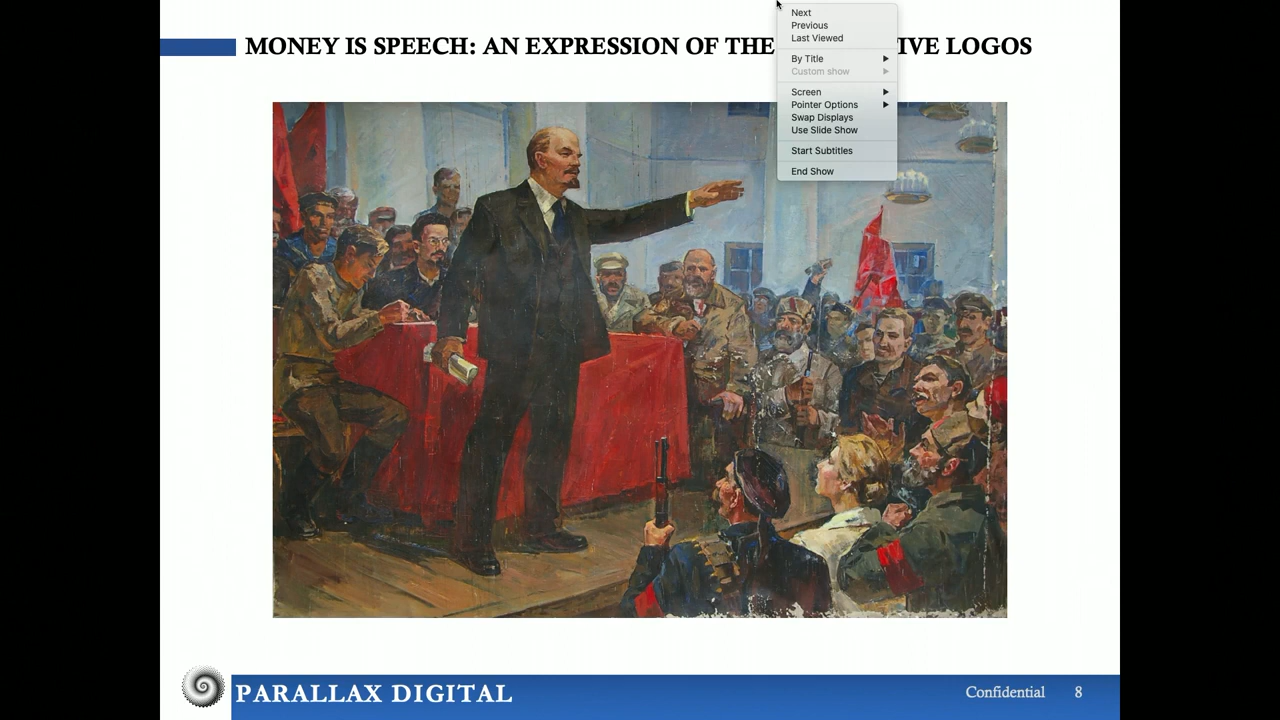 MONEY IS SPEECH: AN EXPRESSION OF THE IVE LOGOS
Next
Previous
Last Viewed
By Title
Custom show
Screen
Pointer Options
Swap Displays
Use Slide Show
Start Subtitles
End Show
PARALLAX DIGITAL
Confidential 8